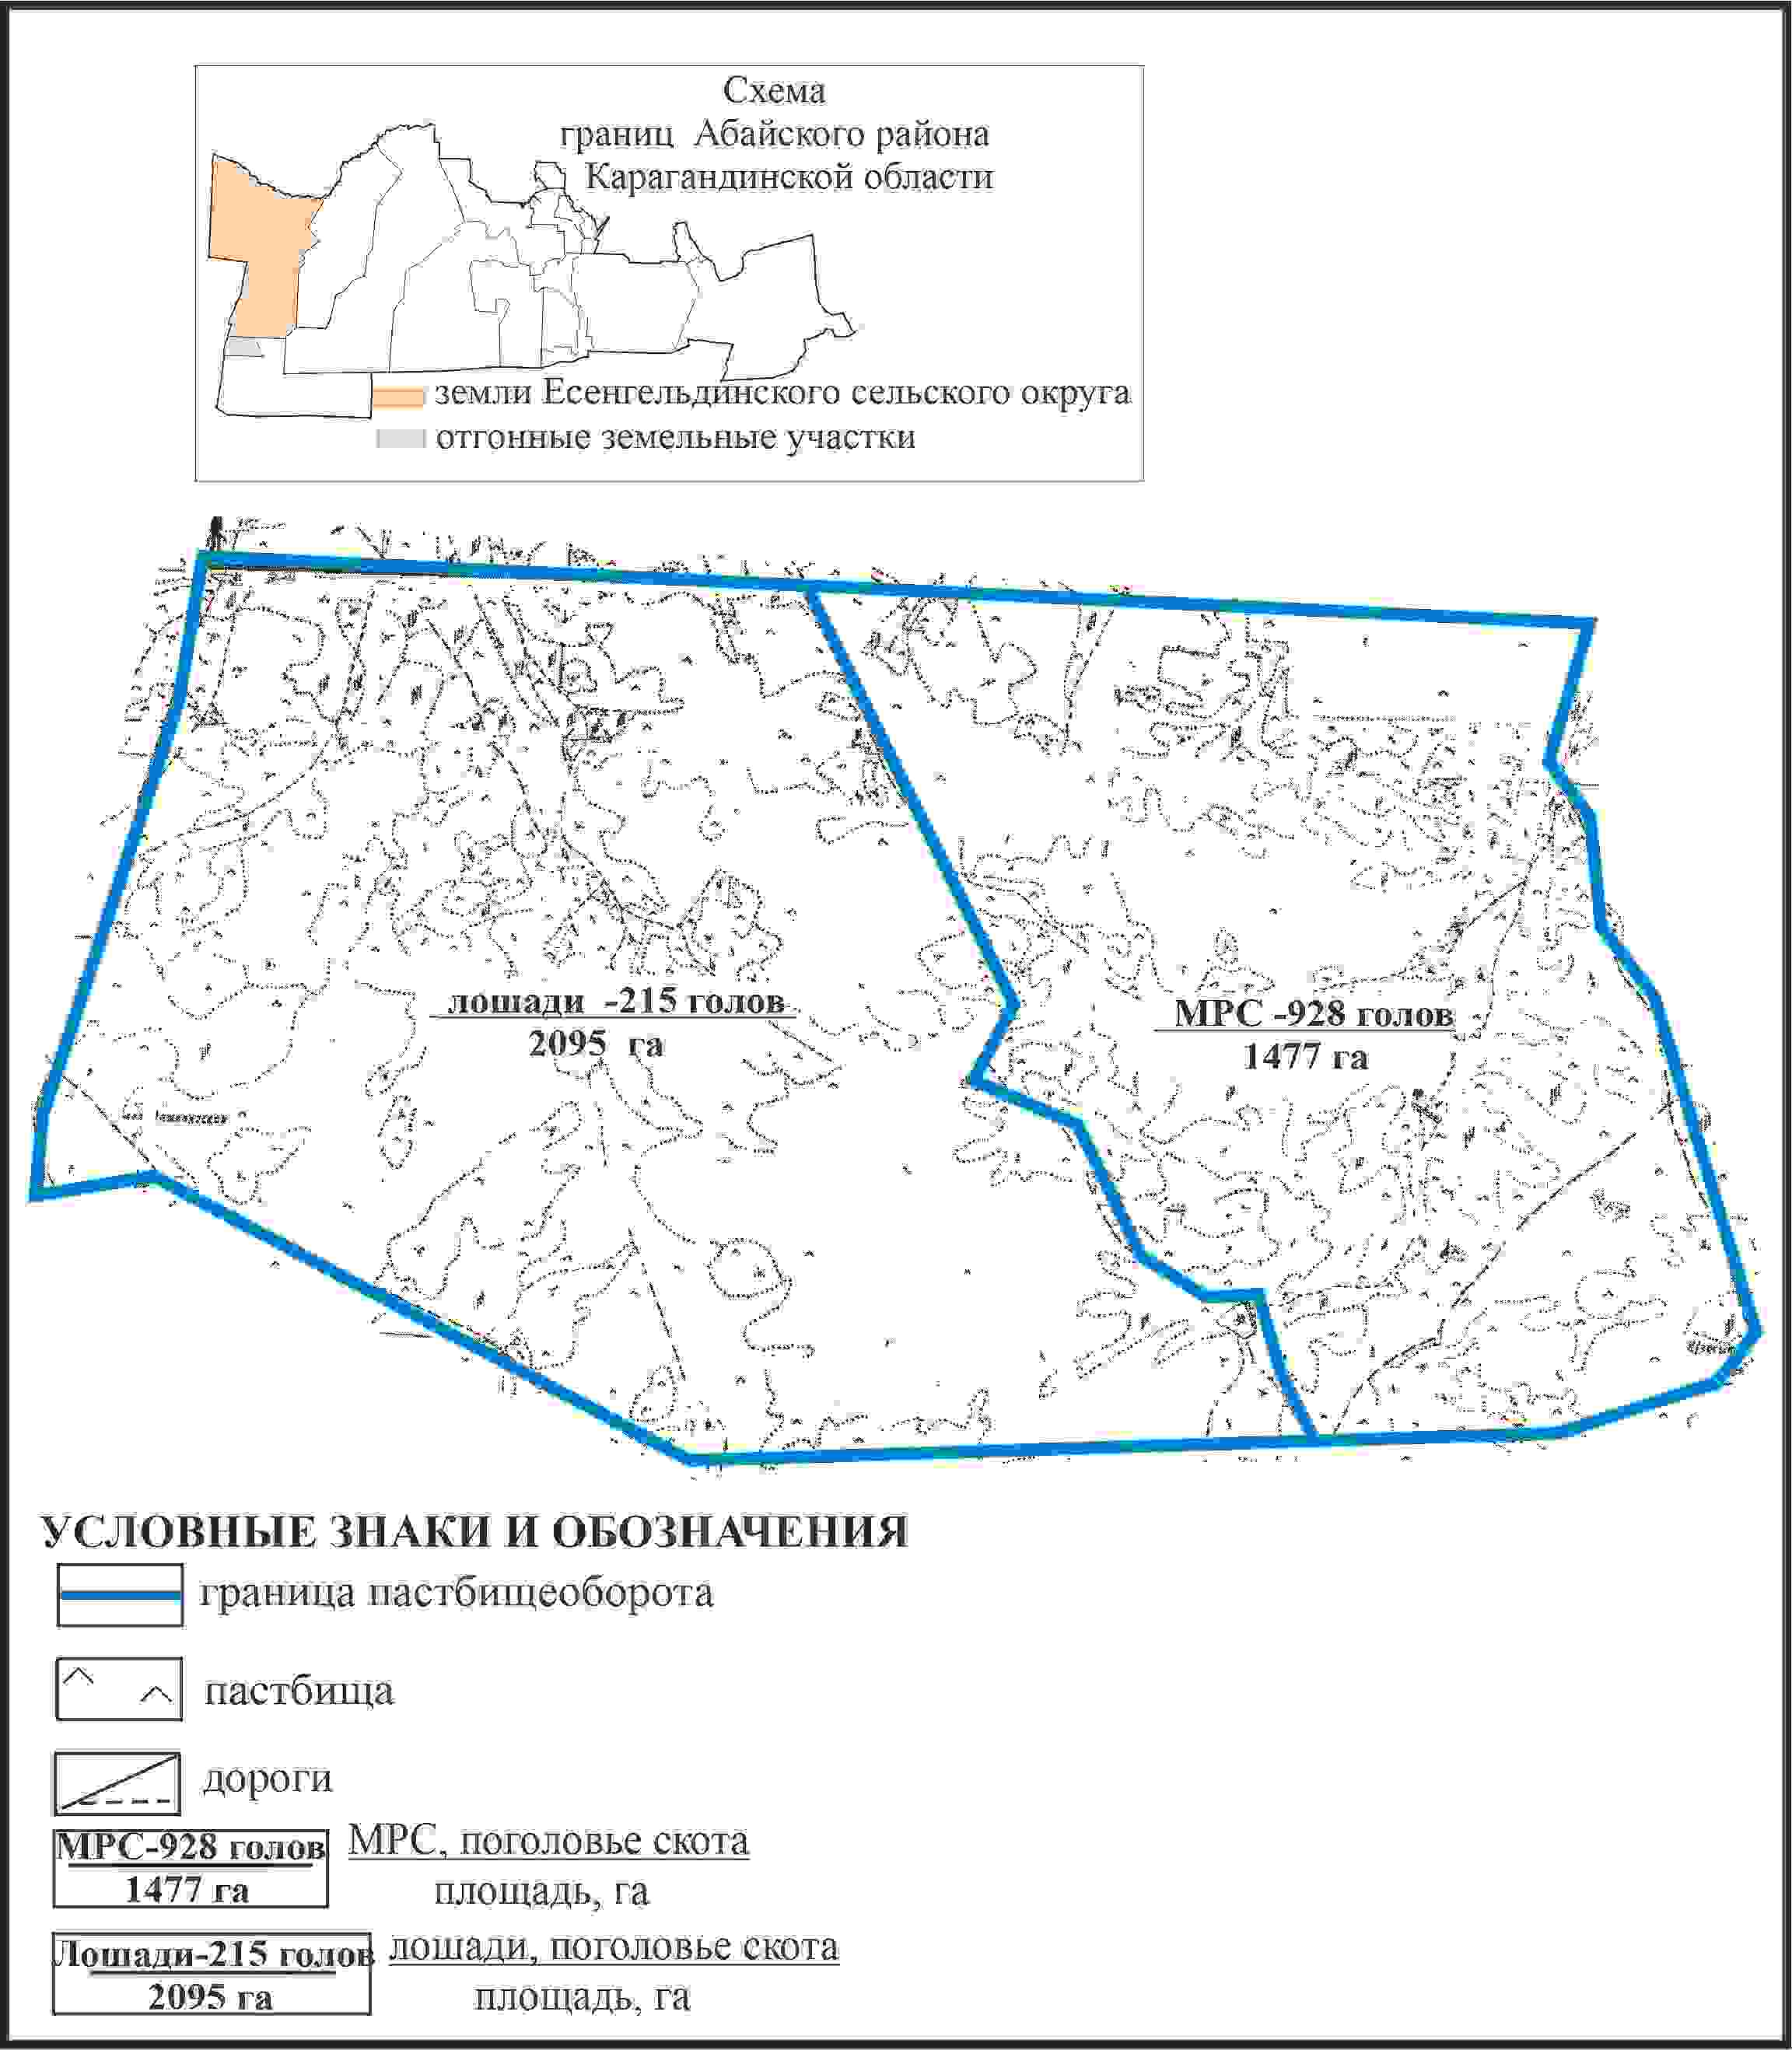 Схема
границ Абайского района
Карагандинской области
земли Есенгельдинского сельского округа
отгонные земельные участки
лошади -215 голов
2095 га
МРС -928 голов
1477 га
УСЛОВНЫЕ ЗНАКИ И ОБОЗНАЧЕНИЯ
граница пастбищеоборота
пастбища
дороги
МРС-928 голов
1477 га
МРС, поголовье скота
площадь, га
Лошади-215 голов
2095 га
лошади, поголовье скота
площадь, га